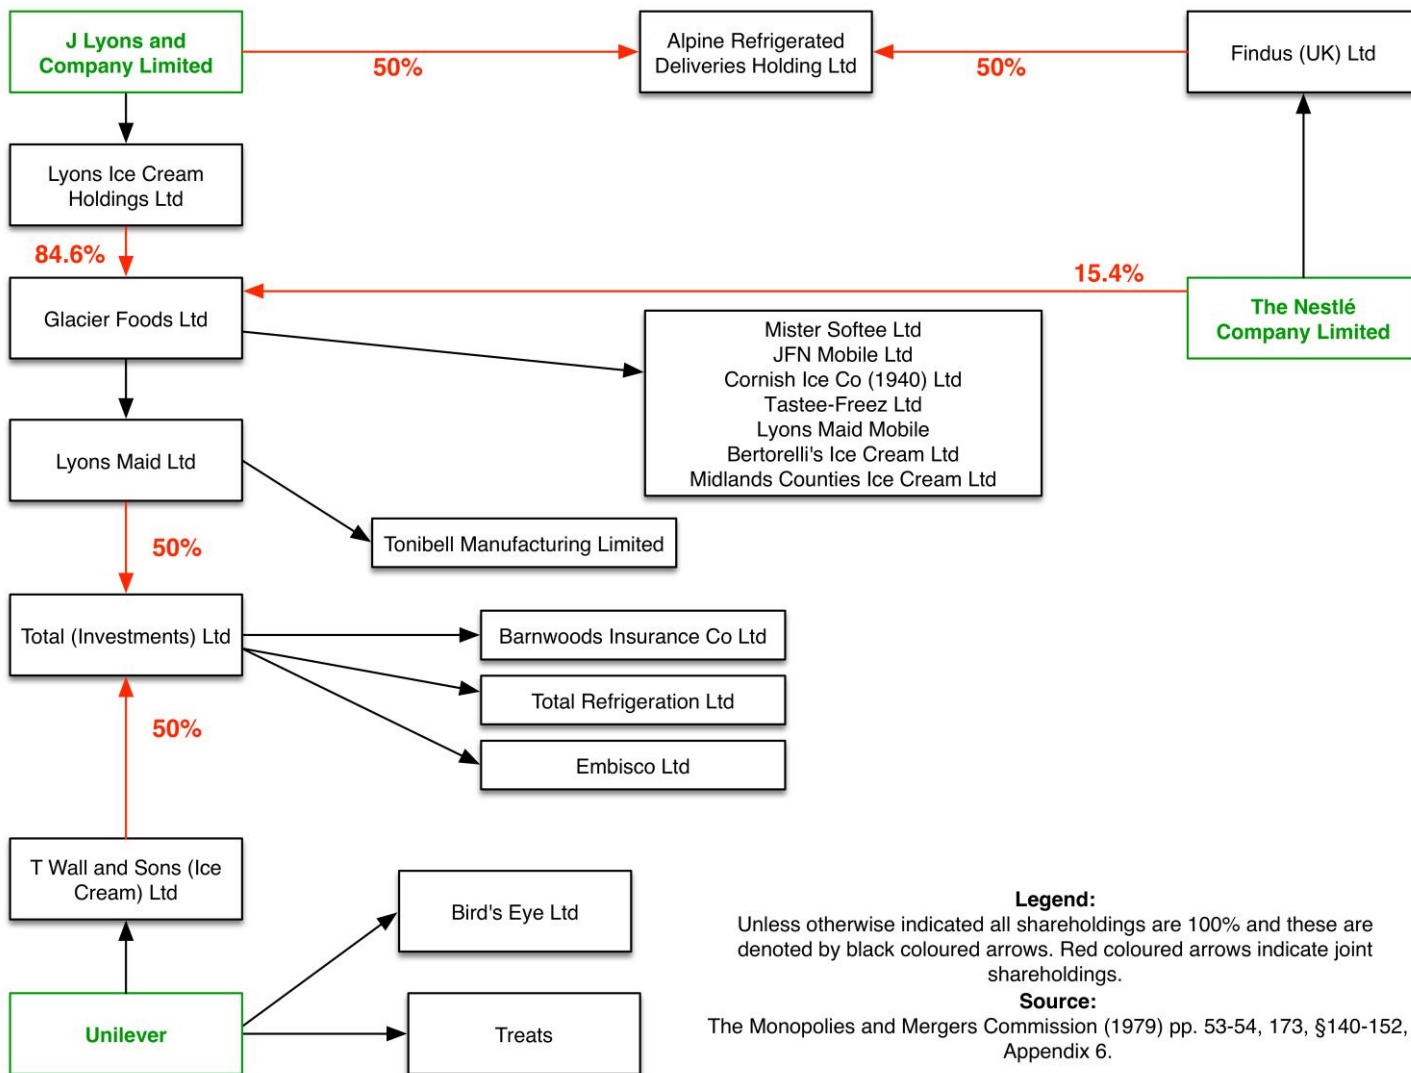 J Lyons and
Company Limited
50%
Alpine Refrigerated
Deliveries Holding Ltd
50%
Findus (UK) Ltd
Lyons Ice Cream
Holdings Ltd
84.6%
15.4%
Glacier Foods Ltd
The Nestlé
Company Limited
Mister Softee Ltd
JFN Mobile Ltd
Cornish Ice Co (1940) Ltd
Tastee-Freez Ltd
Lyons Maid Mobile
Bertorelli's Ice Cream Ltd
Midlands Counties Ice Cream Ltd
Lyons Maid Ltd
50%
Tonibell Manufacturing Limited
Total (Investments) Ltd
Barnwoods Insurance Co Ltd
Total Refrigeration Ltd
50%
Embisco Ltd
T Wall and Sons (Ice
Cream) Ltd
Bird's Eye Ltd
Unilever
Treats
Legend:
Unless otherwise indicated all shareholdings are 100% and these are
denoted by black coloured arrows. Red coloured arrows indicate joint
shareholdings.
Source:
The Monopolies and Mergers Commission (1979) pp. 53-54, 173, §140-152,
Appendix 6.